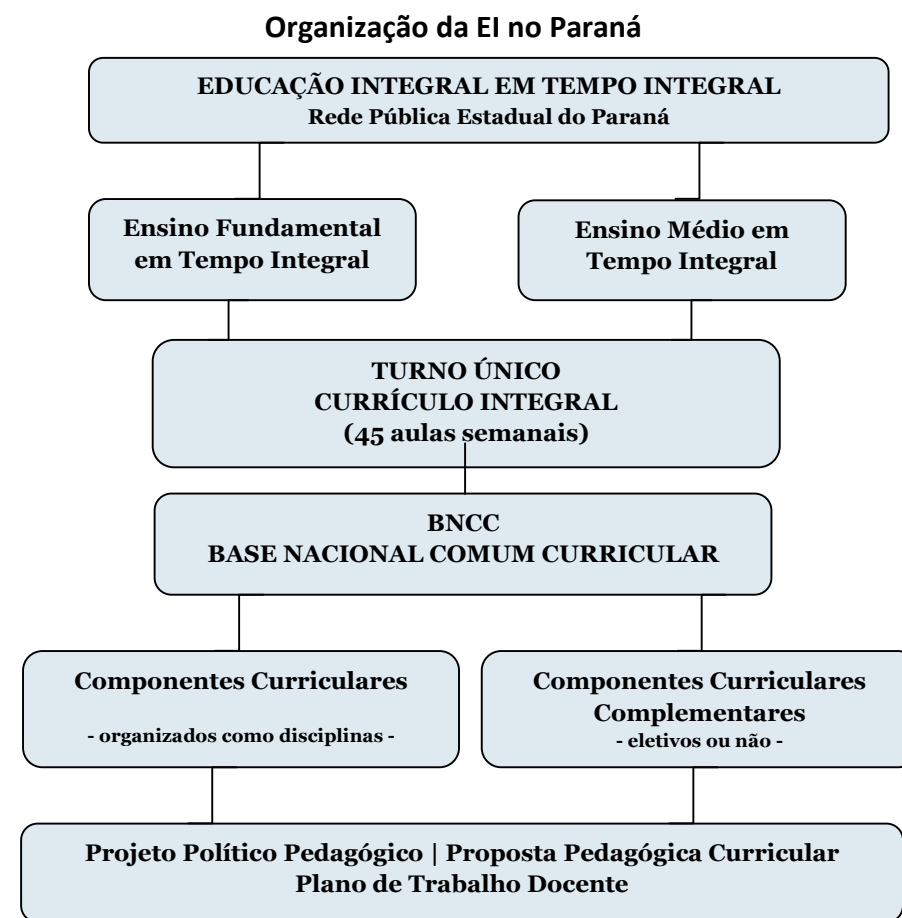 Organização da EI no Paraná
EDUCAÇÃO INTEGRAL EM TEMPO INTEGRAL
Rede Pública Estadual do Paraná
Ensino Fundamental
em Tempo Integral
Ensino Médio em
Tempo Integral
TURNO ÚNICO
CURRÍCULO INTEGRAL
(45 aulas semanais)
BNCC
BASE NACIONAL COMUM CURRICULAR
Componentes Curriculares
- organizados como disciplinas -
Componentes Curriculares
Complementares
- eletivos ou não -
Projeto Político Pedagógico | Proposta Pedagógica Curricular
Plano de Trabalho Docente